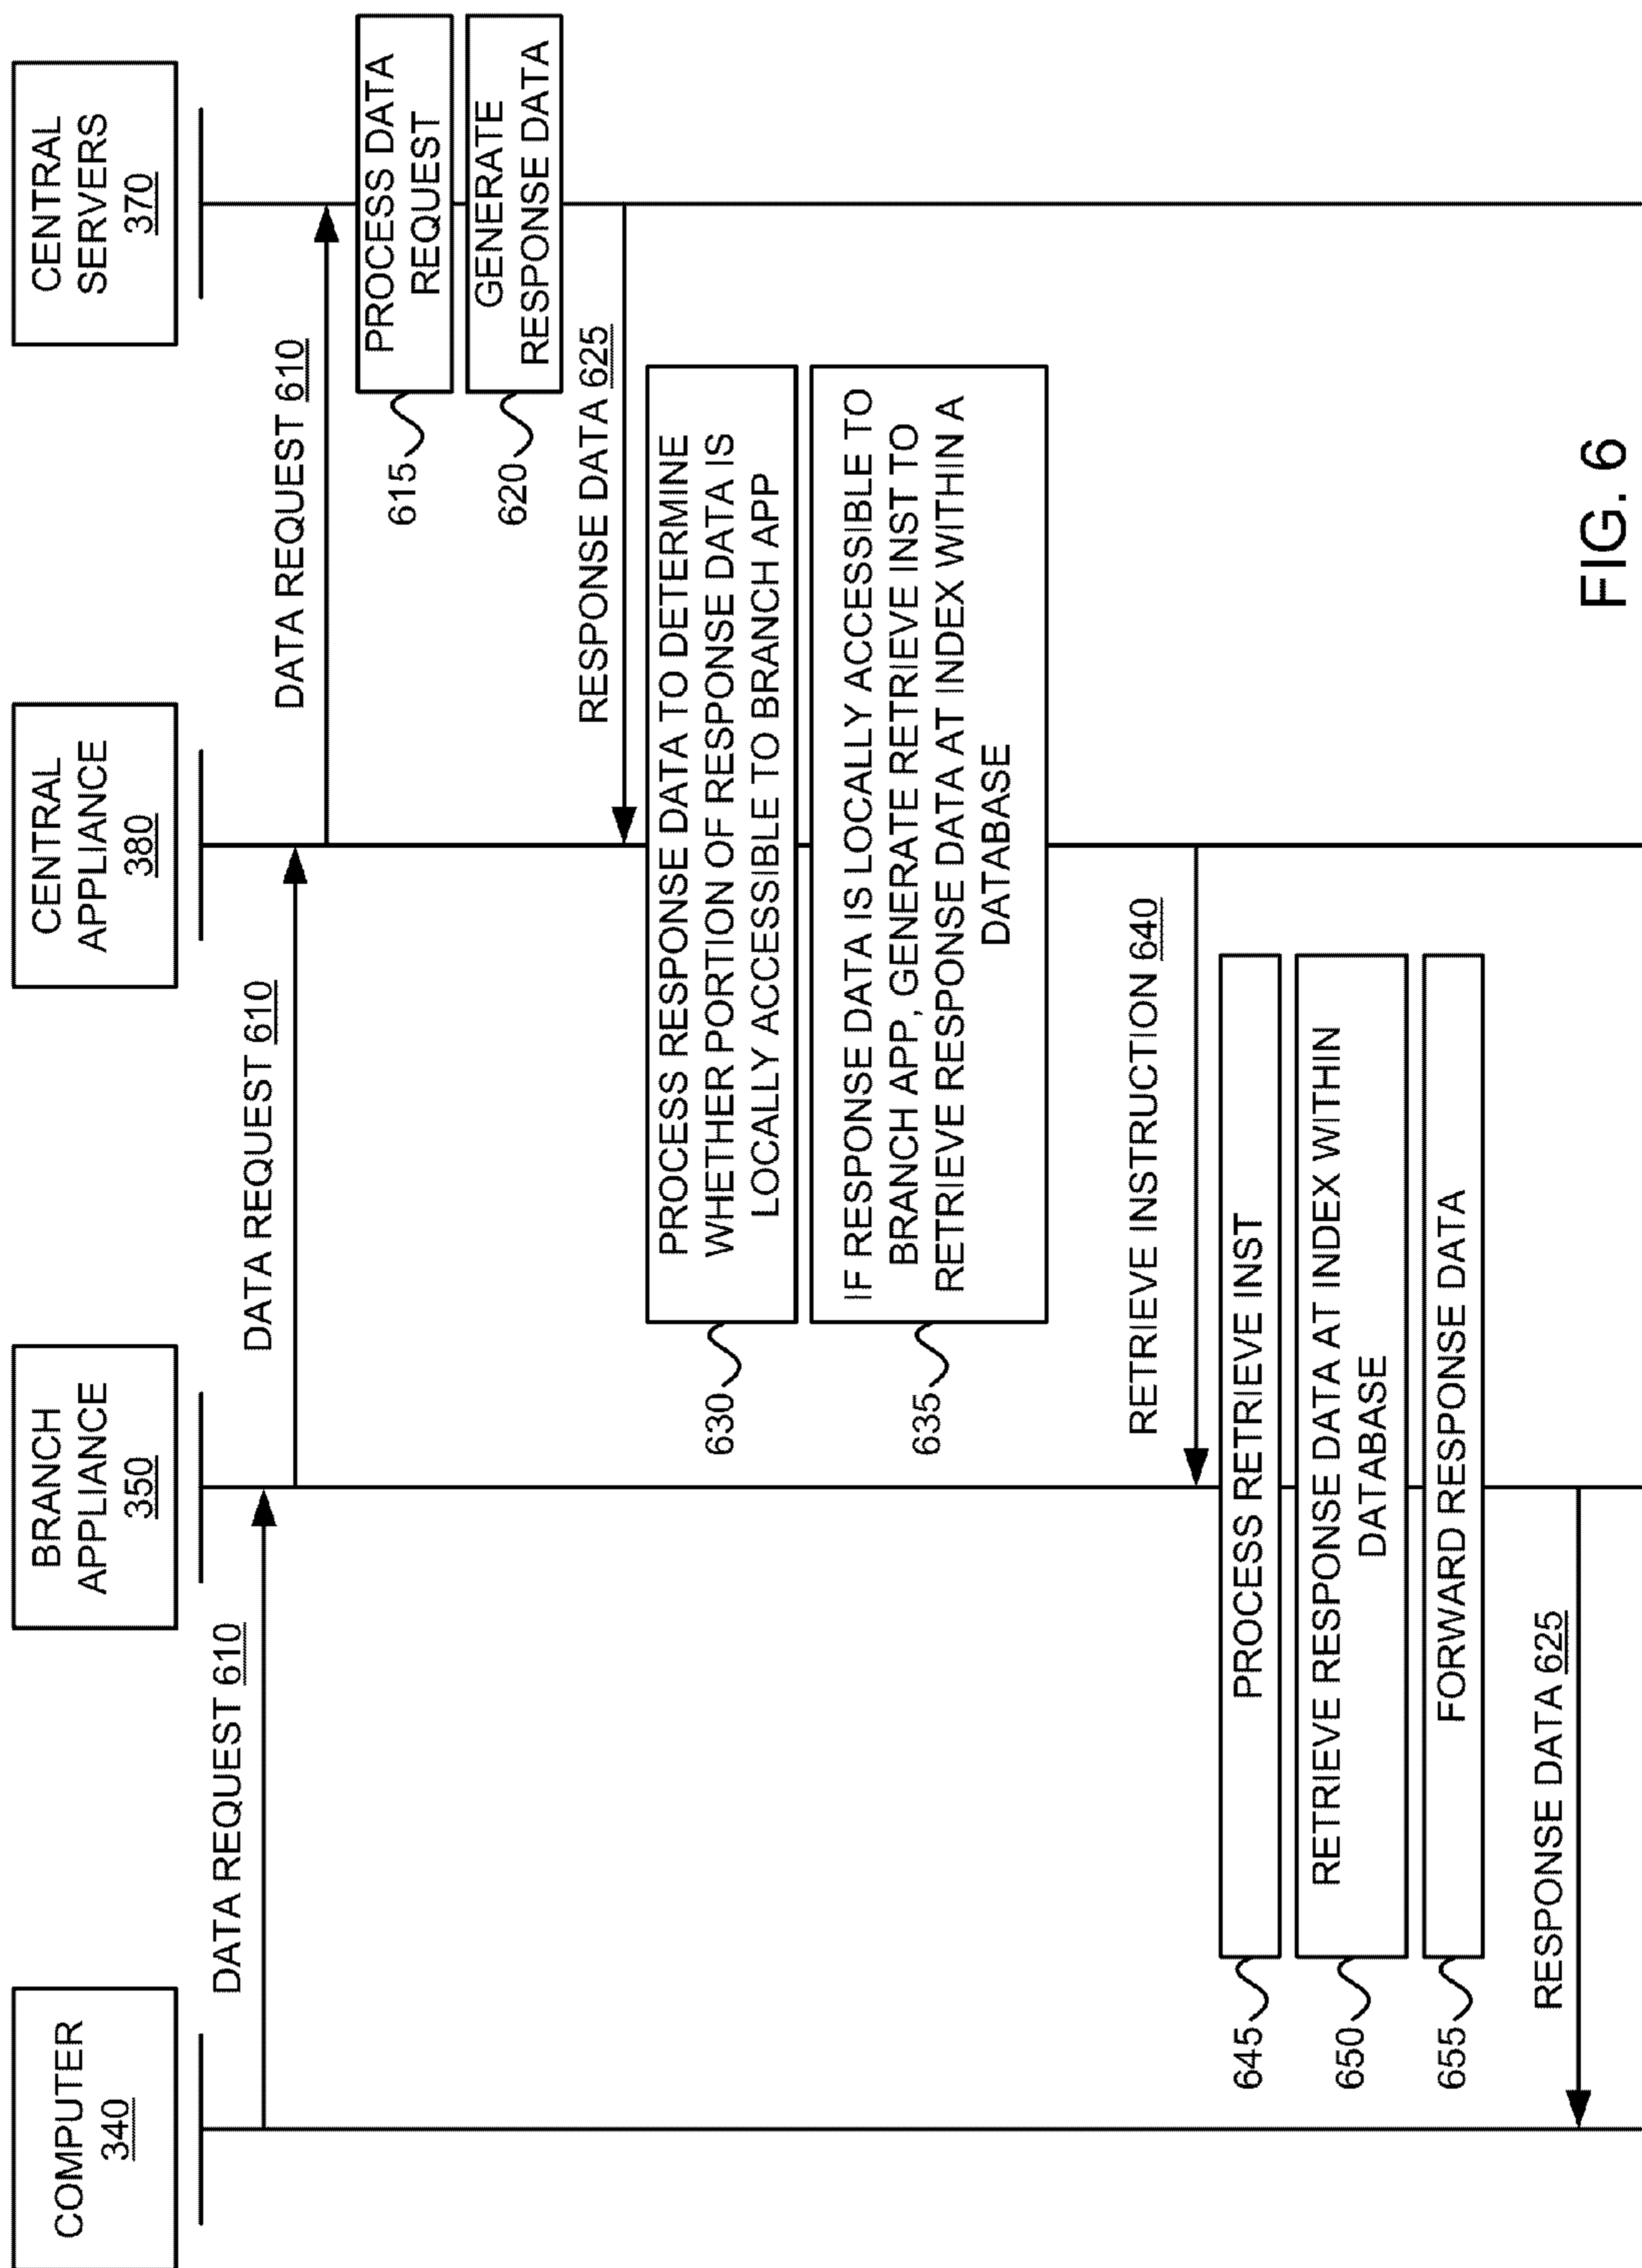 COMPUTER
340
BRANCH
APPLIANCE
350
CENTRAL
APPLIANCE
380
CENTRAL
SERVERS
370
DATA REQUEST 610
DATA REQUEST 610
DATA REQUEST 610
615
PROCESS DATA
REQUEST
620
GENERATE
RESPONSE DATA
RESPONSE DATA 625
630
PROCESS RESPONSE DATA TO DETERMINE
WHETHER PORTION OF RESPONSE DATA IS
LOCALLY ACCESSIBLE TO BRANCH APP
635
IF RESPONSE DATA IS LOCALLY ACCESSIBLE TO
BRANCH APP, GENERATE RETRIEVE INST TO
RETRIEVE RESPONSE DATA AT INDEX WITHIN A
DATABASE
RETRIEVE INSTRUCTION 640
645
PROCESS RETRIEVE INST
650
RETRIEVE RESPONSE DATA AT INDEX WITHIN
DATABASE
655
FORWARD RESPONSE DATA
RESPONSE DATA 625
FIG. 6